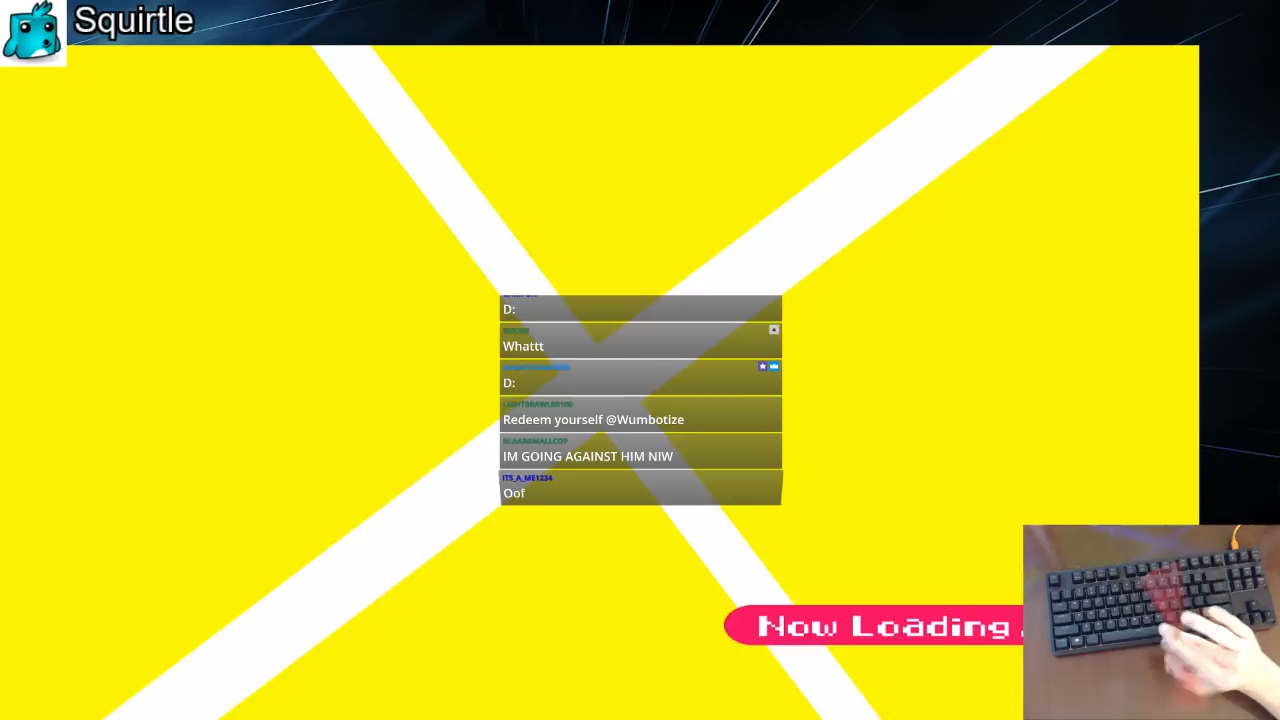 Squirtle
D:
Whattt
D:
Redeem yourself @Wumbotize
IM GOING AGAINST HIM NIW
ITS_A_ME1234
Oof
Now Loading .